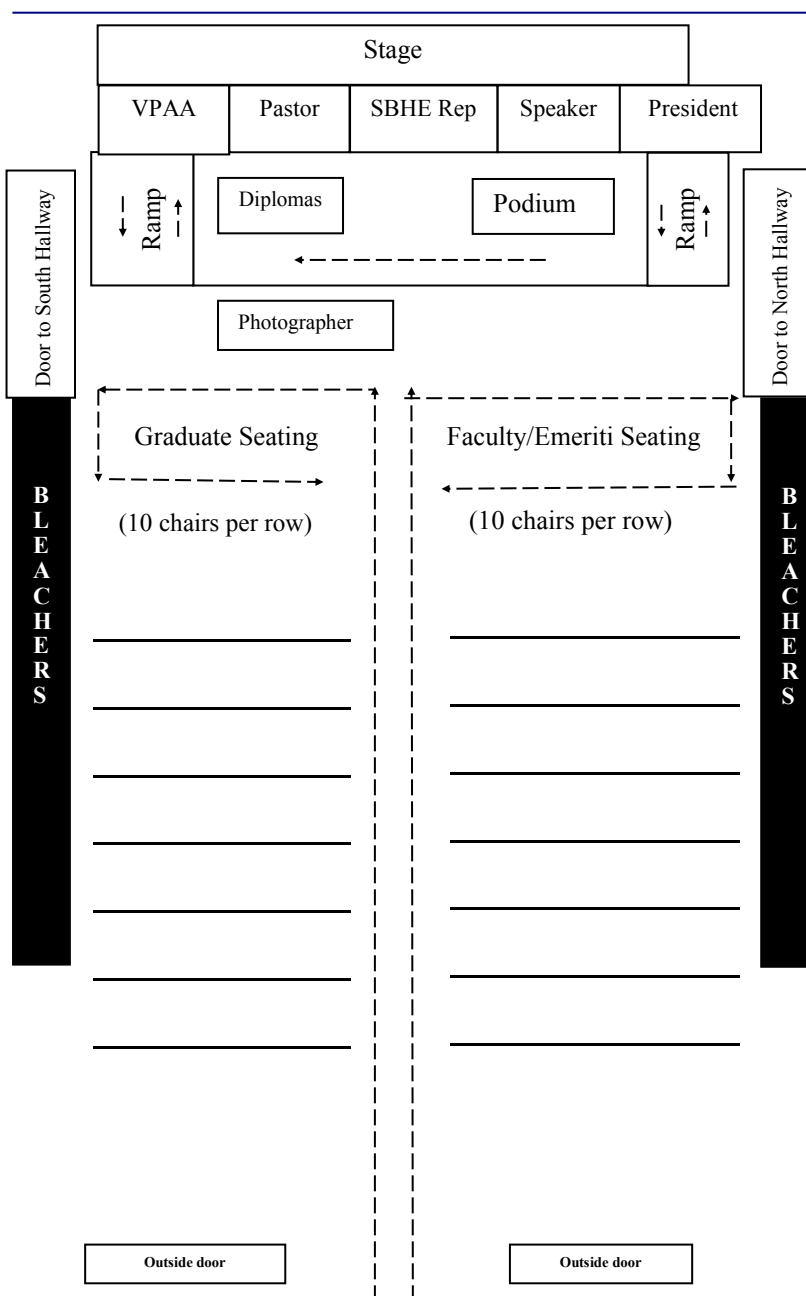 Stage
VPAA
Pastor
SBHE Rep
Speaker
President
Door to South Hallway
Ramp
Diplomas
Podium
Ramp
Door to North Hallway
Photographer
Graduate Seating
Faculty/Emeriti Seating
(10 chairs per row)
(10 chairs per row)
BLEACHERS
BLEACHERS
Outside door
Outside door